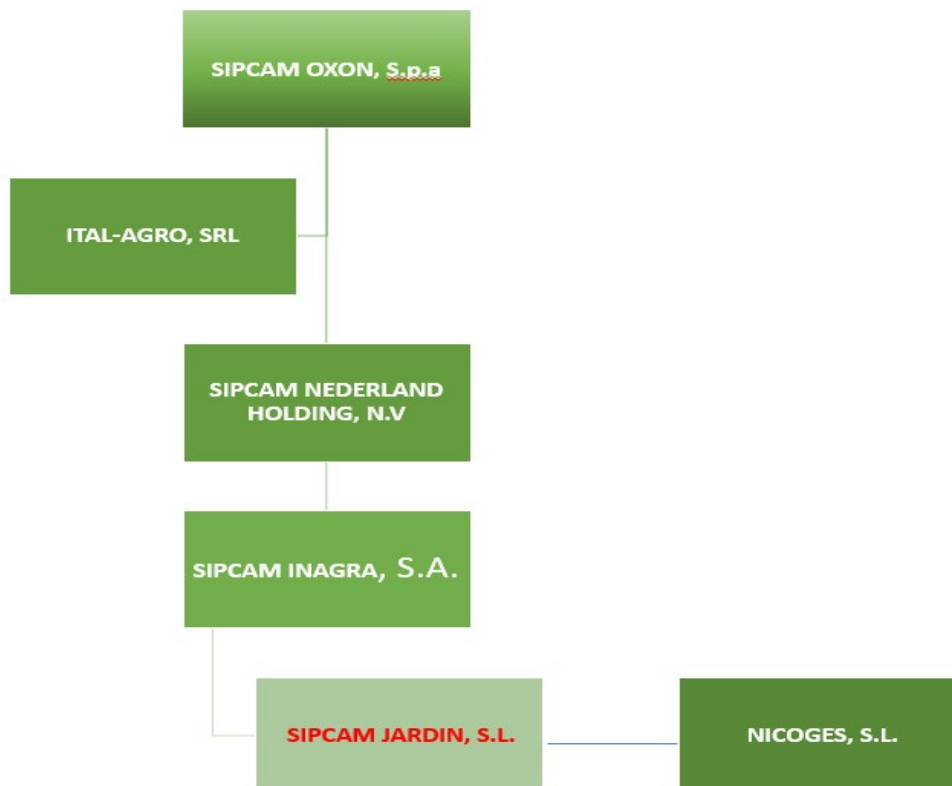 SIPCAM OXON, S.p.a
ITAL-AGRO, SRL
SIPCAM NEDERLAND
HOLDING, N.V
SIPCAM INAGRA, S.A.
SIPCAM JARDIN, S.L.
NICOGES, S.L.